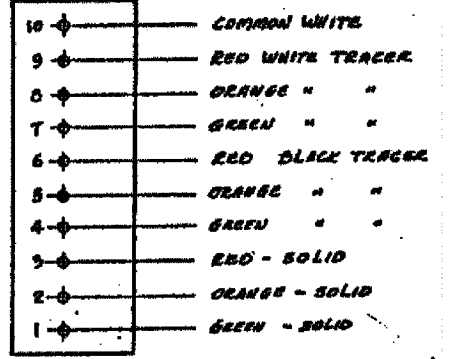 10 COMMON WHITE
9 RED WHITE TRACER
8 ORANGE " "
7 GREEN " "
6 RED BLACK TRACER
5 ORANGE " "
4 GREEN " "
3 RED - SOLID
2 ORANGE - SOLID
1 GREEN - SOLID